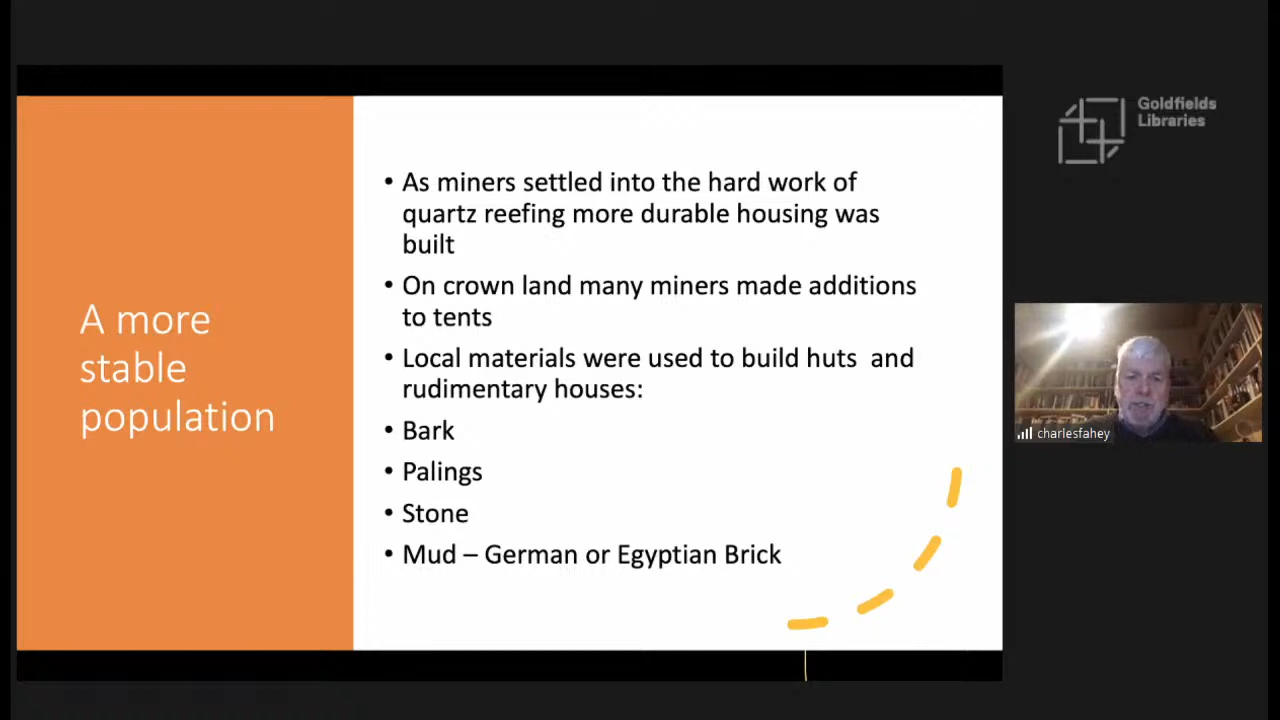 A more
stable
population
• As miners settled into the hard work of
quartz reefing more durable housing was
built
• On crown land many miners made additions
to tents
• Local materials were used to build huts  and
rudimentary houses:
• Bark
• Palings
• Stone
• Mud – German or Egyptian Brick
Goldfields
Libraries
charlesfahey